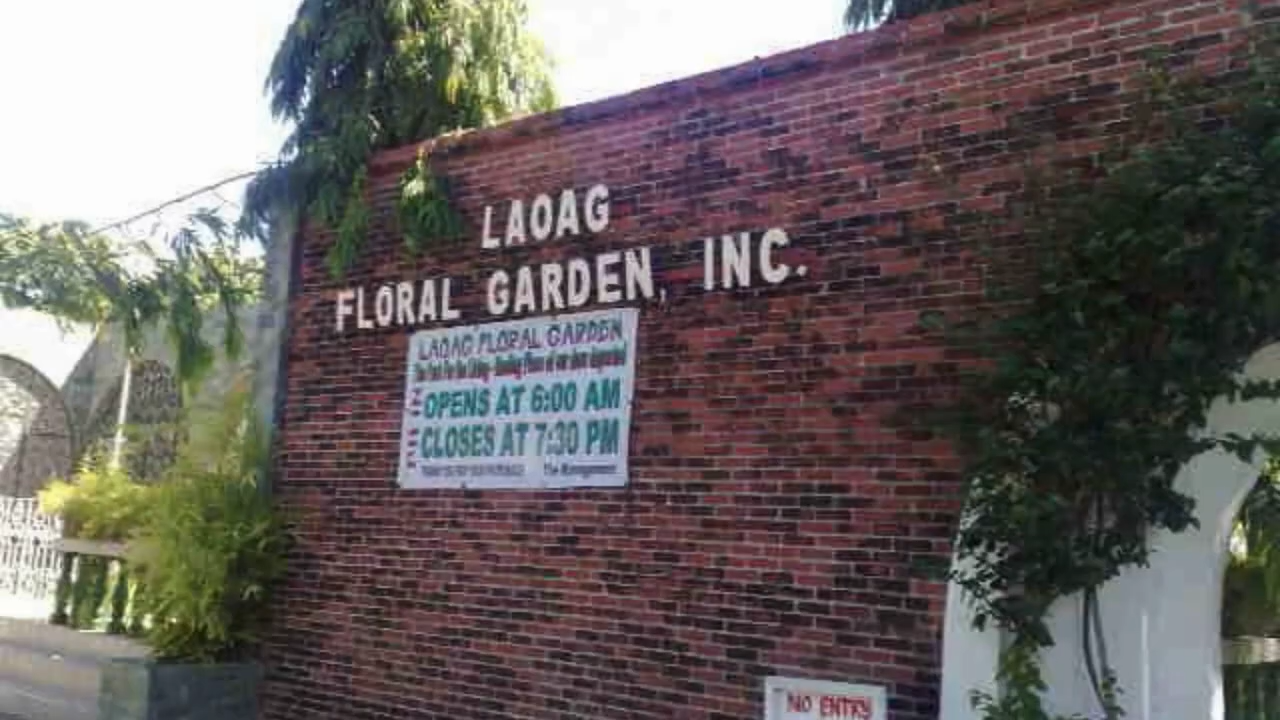 LAOAG
FLORAL GARDEN, INC.
LAOAG FLORAL GARDEN
OPENS AT 6:00 AM
CLOSES AT 7:30 PM
The Management
NO ENTRY